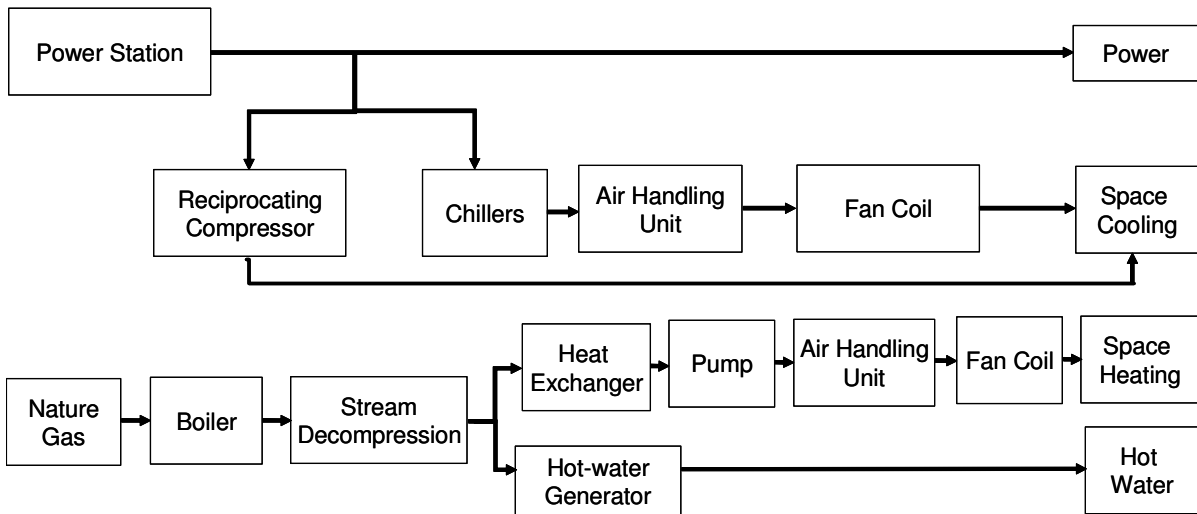 Power Station
Power
Reciprocating
Compressor
Chillers
Air Handling
Unit
Fan Coil
Space
Cooling
Heat
Exchanger
Pump
Air Handling
Unit
Fan Coil
Space
Heating
Nature
Gas
Boiler
Stream
Decompression
Hot-water
Generator
Hot
Water